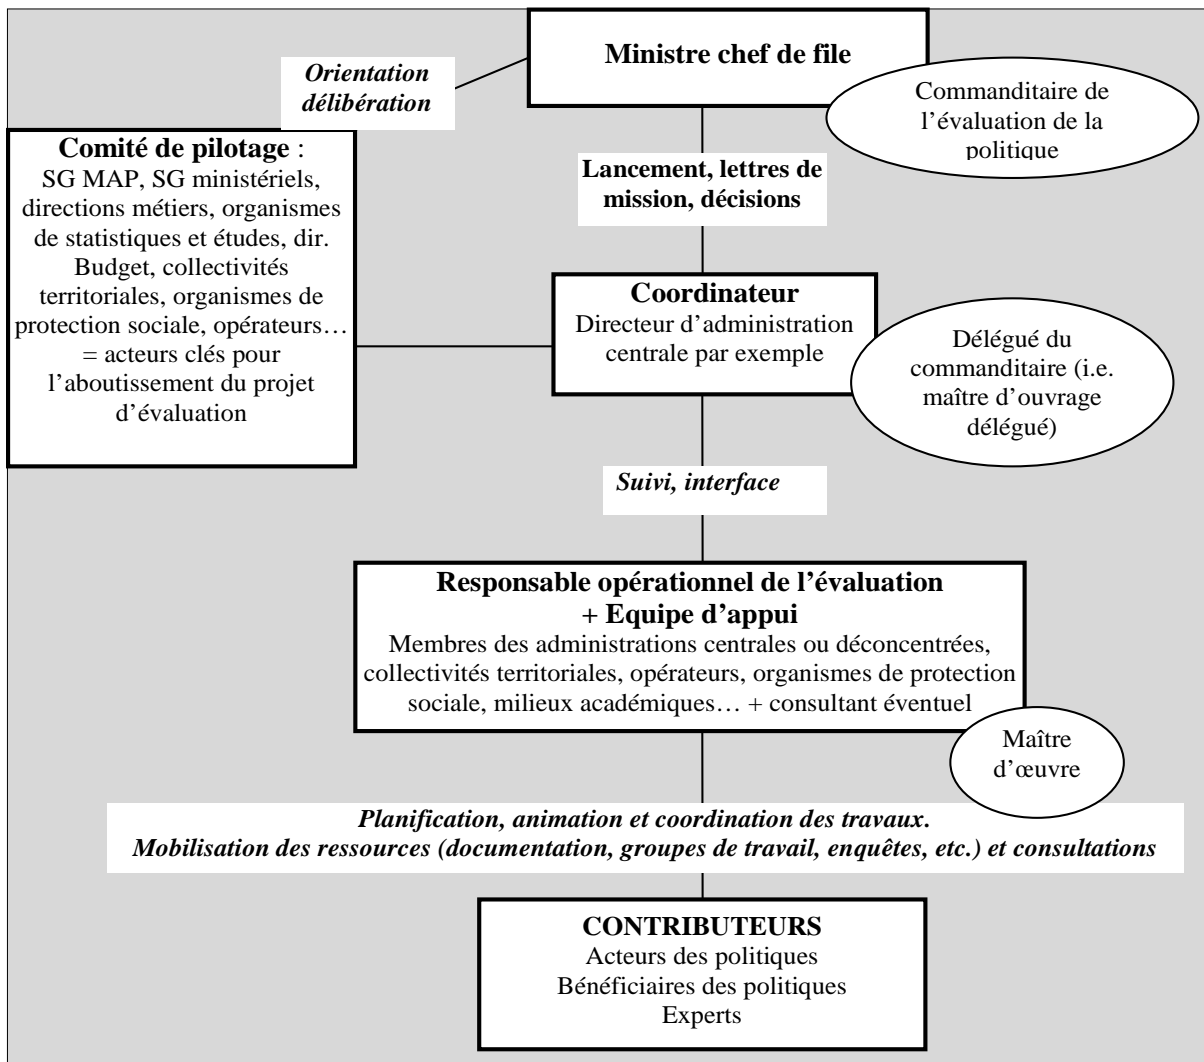 Ministre chef de file
Orientation
délibération
Commanditaire de
l’évaluation de la
politique
Comité de pilotage :
SG MAP, SG ministériels,
directions métiers, organismes
de statistiques et études, dir.
Budget, collectivités
territoriales, organismes de
protection sociale, opérateurs…
= acteurs clés pour
l’aboutissement du projet
d’évaluation
Lancement, lettres de
mission, décisions
Coordinateur
Directeur d’administration
centrale par exemple
Délégué du
commanditaire (i.e.
maître d’ouvrage
délégué)
Suivi, interface
Responsable opérationnel de l’évaluation
+ Equipe d’appui
Membres des administrations centrales ou déconcentrées,
collectivités territoriales, opérateurs, organismes de protection
sociale, milieux académiques… + consultant éventuel
Maître
d’œuvre
Planification, animation et coordination des travaux.
Mobilisation des ressources (documentation, groupes de travail, enquêtes, etc.) et consultations
CONTRIBUTEURS
Acteurs des politiques
Bénéficiaires des politiques
Experts